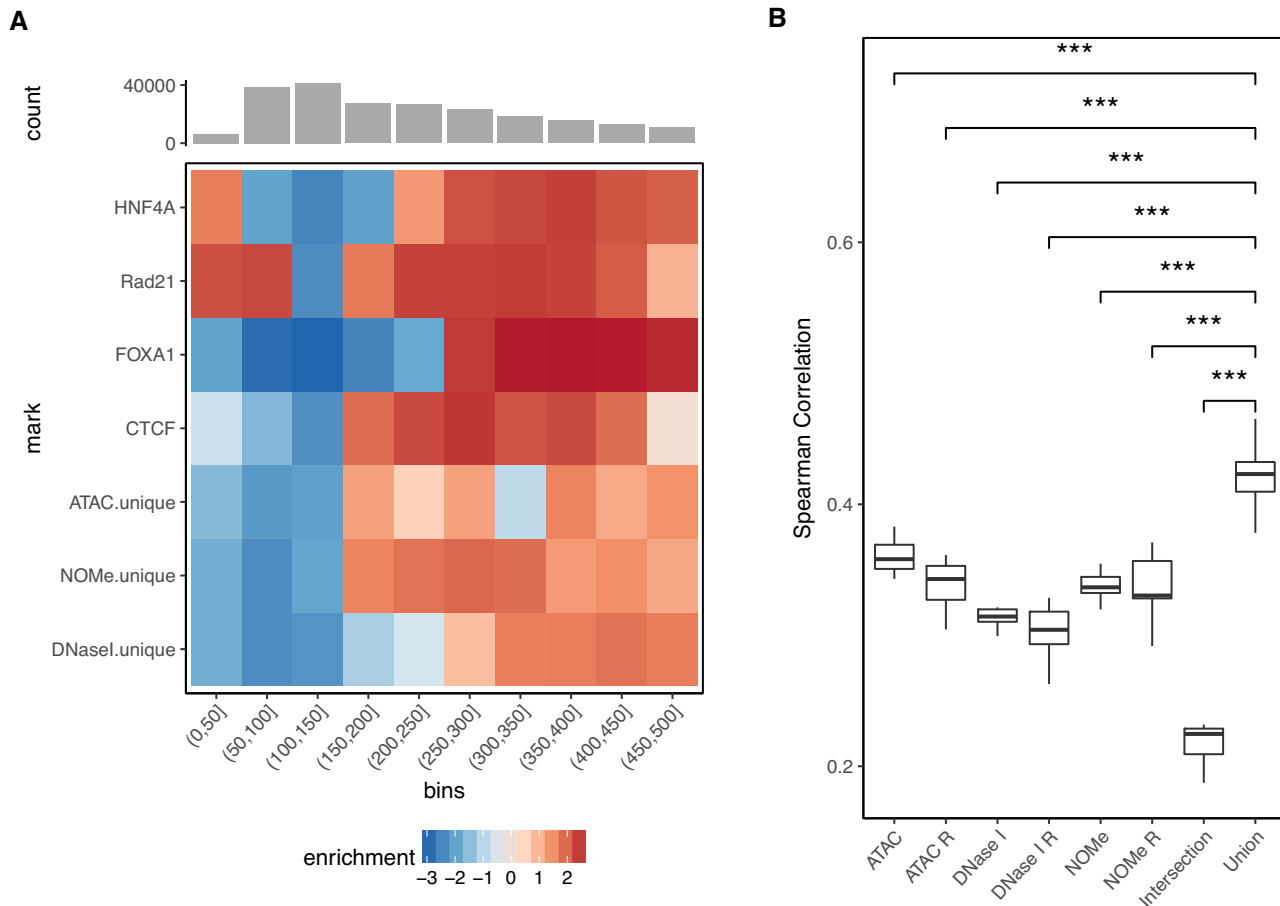 A
count
40000
0
mark
HNF4A
Rad21
FOXA1
CTCF
ATAC.unique
NOMe.unique
DNaseI.unique
(0,50]
(50,100]
(100,150]
(150,200]
(200,250]
(250,300]
(300,350]
(350,400]
(400,450]
(450,500]
bins
enrichment
−3 −2 −1 0 1 2
B
Spearman Correlation
0.6
0.4
0.2
***
***
***
***
***
***
***
ATAC
ATAC R
DNase I
DNase I R
NOMe
NOMe R
Intersection
Union